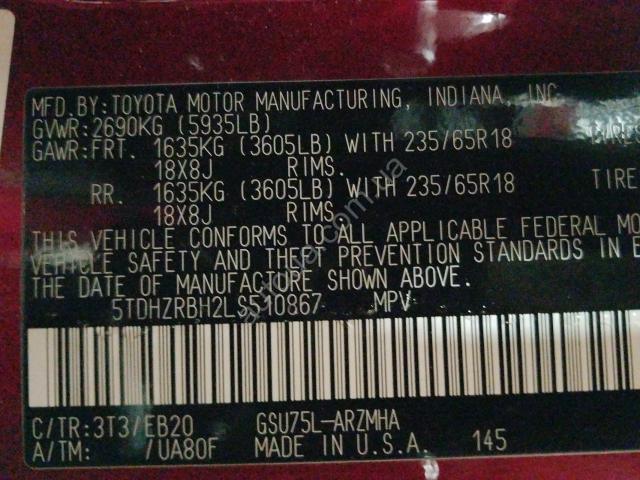 MFD.BY:TOYOTA MOTOR MANUFACTURING, INDIANA, INC.
GVWR:2690KG (5935LB)
GAWR:FRT. 1635KG (3605LB) WITH 235/65R18
18X8J RIMS.
RR. 1635KG (3605LB) WITH 235/65R18 TIRE
18X8J RIMS.
THIS VEHICLE CONFORMS TO ALL APPLICABLE FEDERAL MO
VEHICLE SAFETY AND THEFT PREVENTION STANDARDS IN E
THE DATE OF MANUFACTURE SHOWN ABOVE.
5TDHZRBH2LS510867 MPV
C/TR:3T3/EB20 GSU75L-ARZMHA
A/TM: /UA80F MADE IN U.S.A. 145